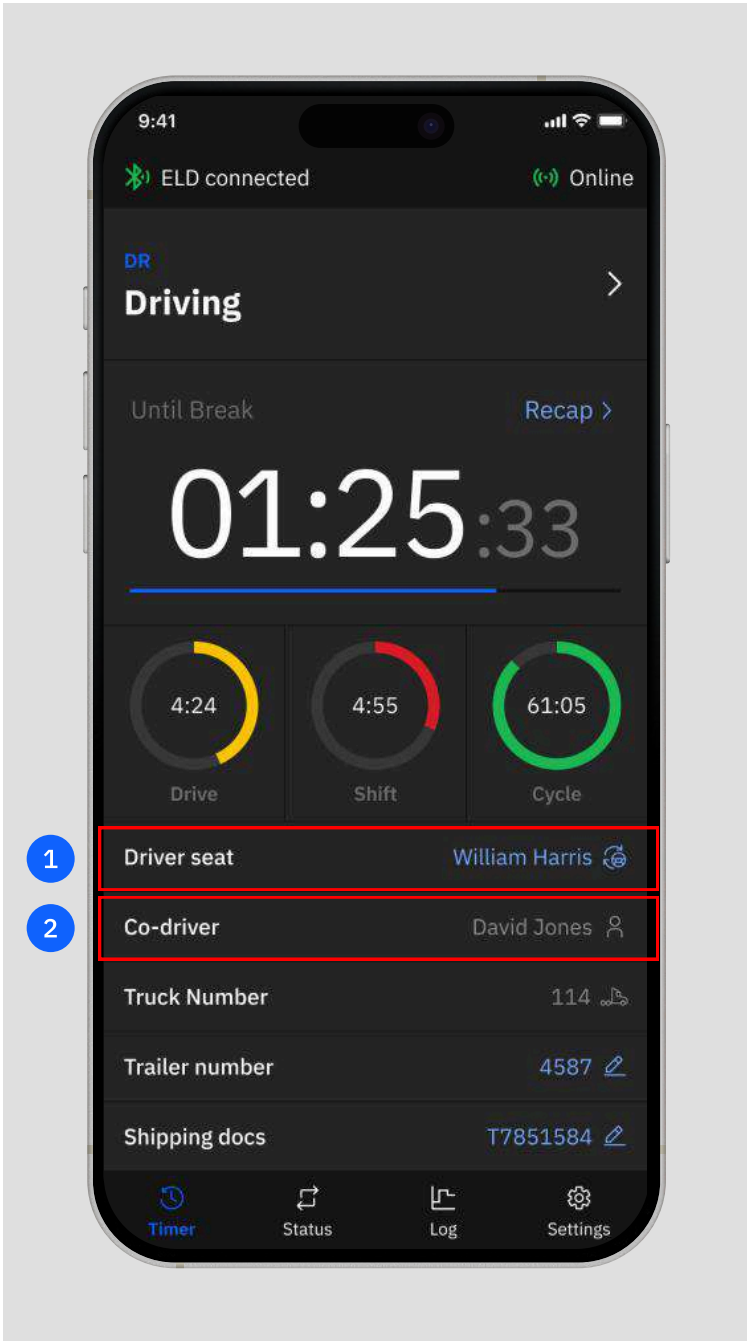 9:41
ELD connected
Online
DR
Driving
Until Break
Recap >
01:25:33
4:24
4:55
61:05
Drive
Shift
Cycle
1
Driver seat
William Harris
2
Co-driver
David Jones
Truck Number
114
Trailer number
4587
Shipping docs
T7851584
Timer
Status
Log
Settings